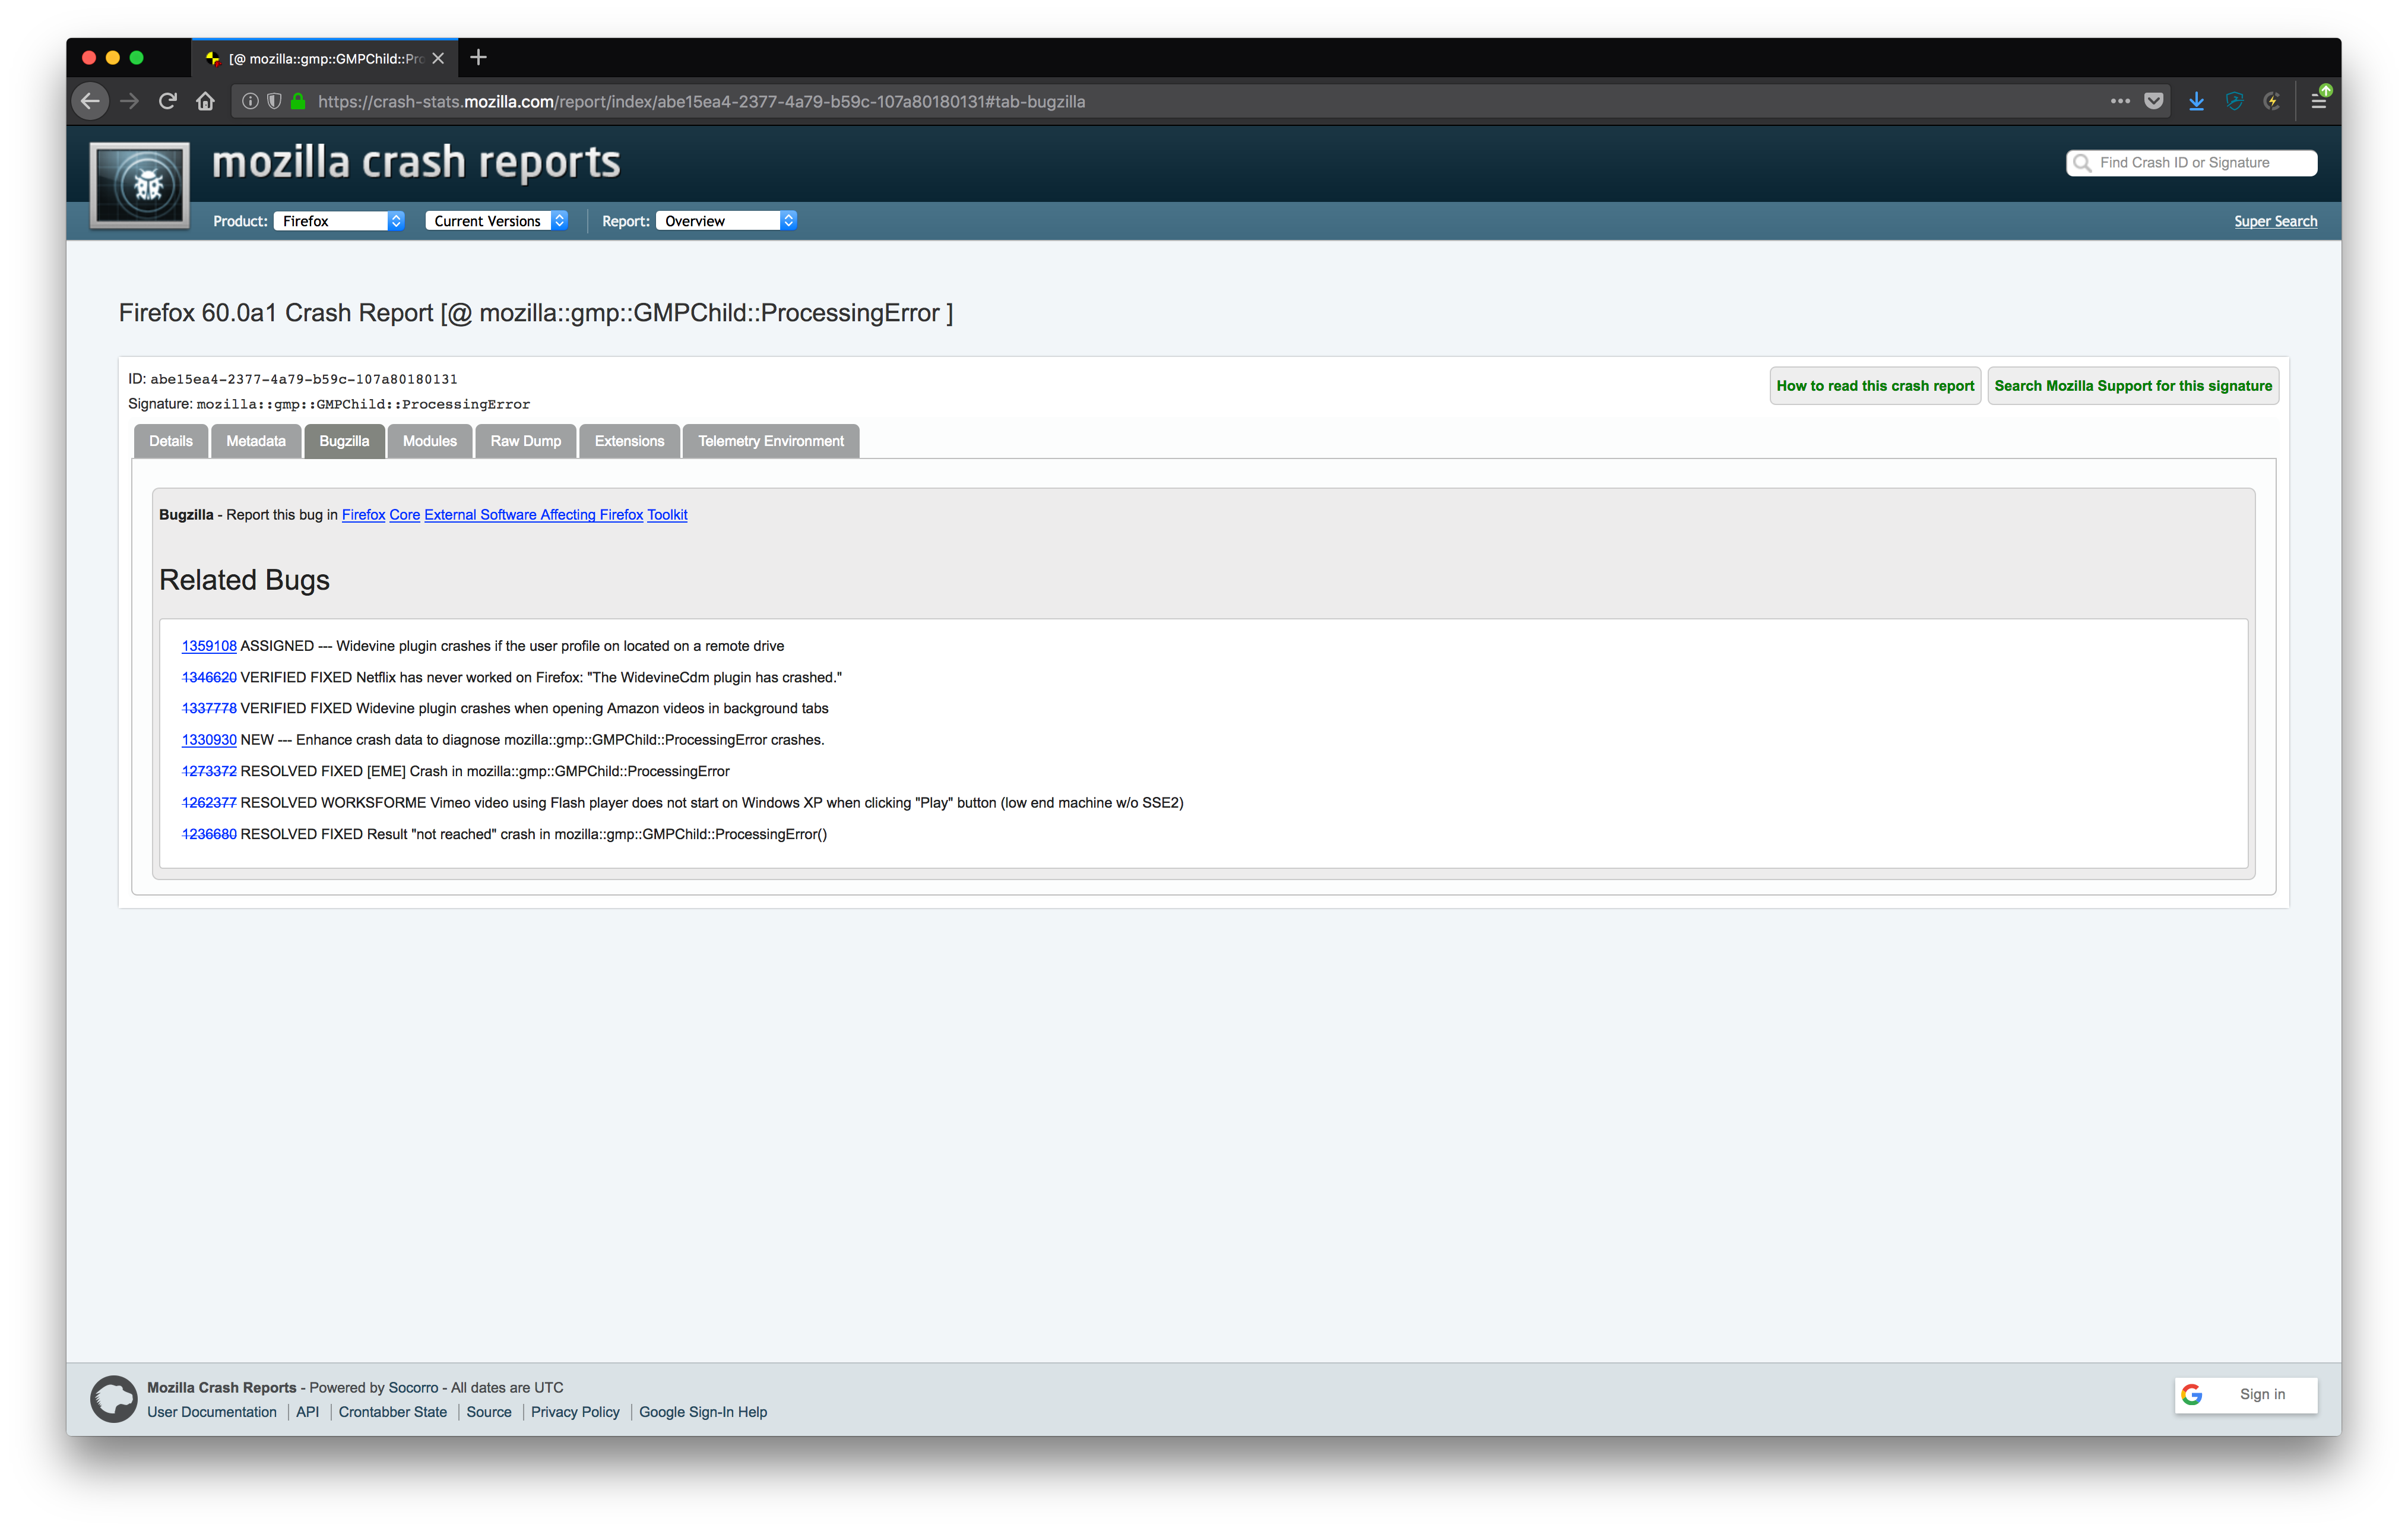 [@ mozilla::gmp::GMPChild::Pro
https://crash-stats.mozilla.com/report/index/abe15ea4-2377-4a79-b59c-107a80180131#tab-bugzilla
mozilla crash reports
Find Crash ID or Signature
Product: Firefox Current Versions Report: Overview Super Search
Firefox 60.0a1 Crash Report [@ mozilla::gmp::GMPChild::ProcessingError ]
ID: abe15ea4-2377-4a79-b59c-107a80180131
How to read this crash report Search Mozilla Support for this signature
Signature: mozilla::gmp::GMPChild::ProcessingError
Details Metadata Bugzilla Modules Raw Dump Extensions Telemetry Environment
Bugzilla - Report this bug in Firefox Core External Software Affecting Firefox Toolkit
Related Bugs
1359108 ASSIGNED --- Widevine plugin crashes if the user profile on located on a remote drive
1346620 VERIFIED FIXED Netflix has never worked on Firefox: "The WidevineCdm plugin has crashed."
1337778 VERIFIED FIXED Widevine plugin crashes when opening Amazon videos in background tabs
1330930 NEW --- Enhance crash data to diagnose mozilla::gmp::GMPChild::ProcessingError crashes.
1273372 RESOLVED FIXED [EME] Crash in mozilla::gmp::GMPChild::ProcessingError
1262377 RESOLVED WORKSFORME Vimeo video using Flash player does not start on Windows XP when clicking "Play" button (low end machine w/o SSE2)
1236680 RESOLVED FIXED Result "not reached" crash in mozilla::gmp::GMPChild::ProcessingError()
Mozilla Crash Reports - Powered by Socorro - All dates are UTC
User Documentation API Crontabber State Source Privacy Policy Google Sign-In Help
Sign in